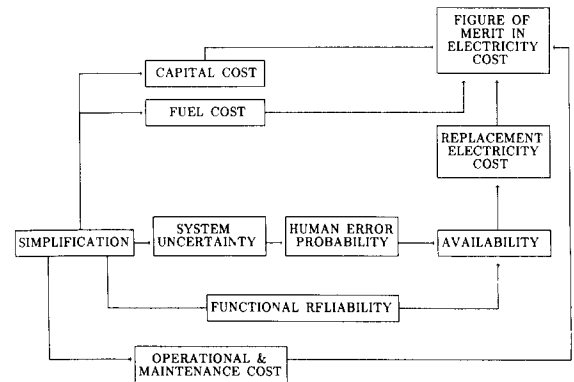 FIGURE OF
MERIT IN
ELECTRICITY
COST
CAPITAL COST
FUEL COST
REPLACEMENT
ELECTRICITY
COST
SIMPLIFICATION
SYSTEM
UNCERTAINTY
HUMAN ERROR
PROBABILITY
AVAILABILITY
FUNCTIONAL RELIABILITY
OPERATIONAL &
MAINTENANCE COST